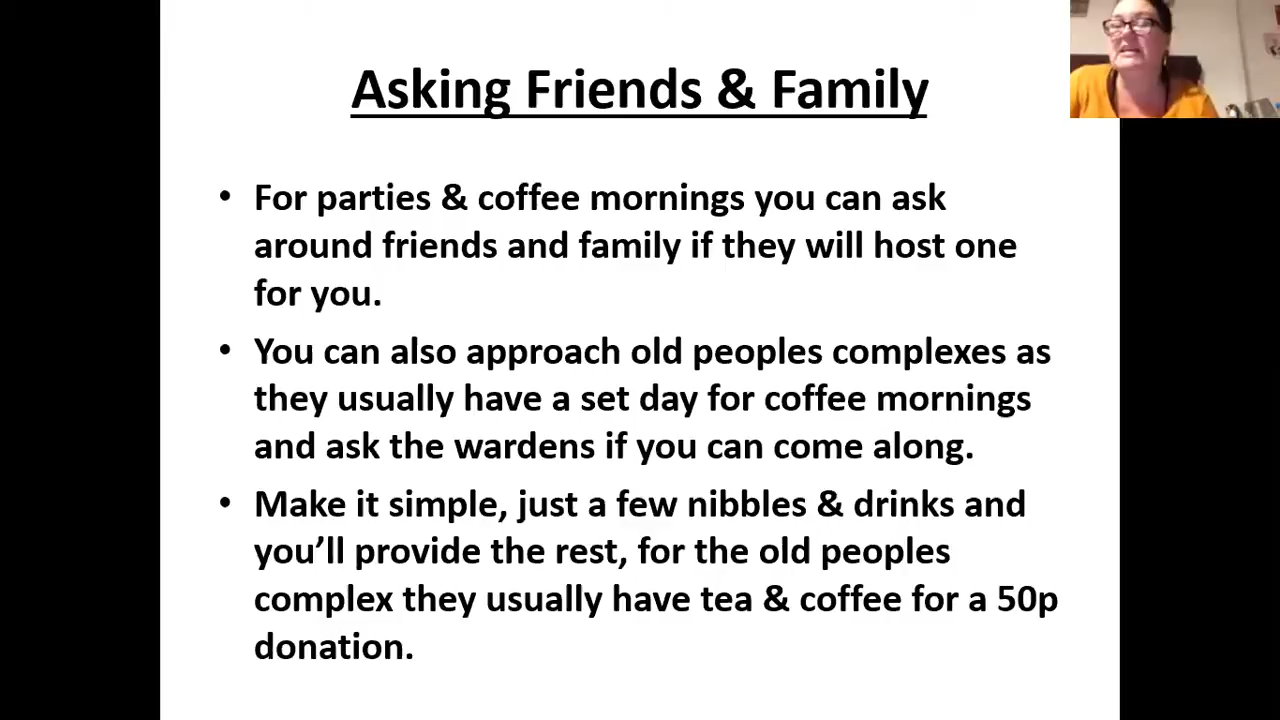 Asking Friends & Family
• For parties & coffee mornings you can ask
around friends and family if they will host one
for you.
• You can also approach old peoples complexes as
they usually have a set day for coffee mornings
and ask the wardens if you can come along.
• Make it simple, just a few nibbles & drinks and
you’ll provide the rest, for the old peoples
complex they usually have tea & coffee for a 50p
donation.